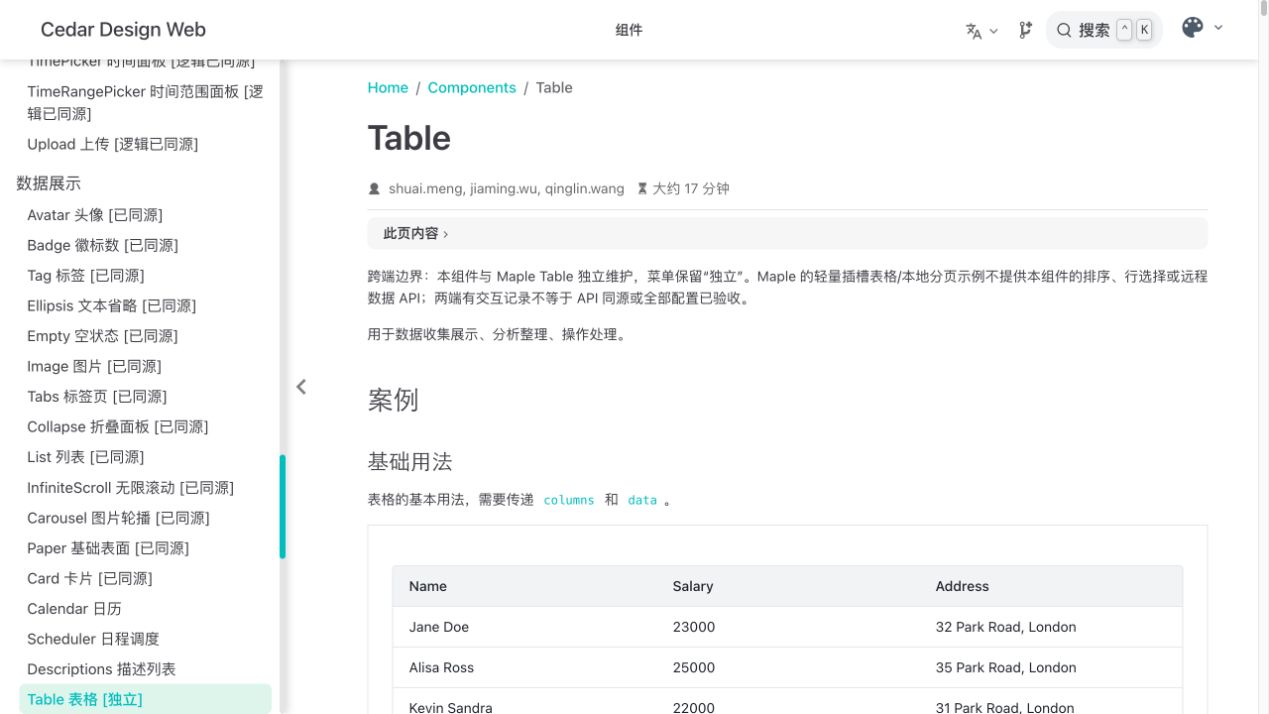 Cedar Design Web
组件
搜索 ^ K
TimePicker 时间面板 [逻辑已同源]
TimeRangePicker 时间范围面板 [逻
辑已同源]
Upload 上传 [逻辑已同源]
数据展示
Avatar 头像 [已同源]
Badge 徽标数 [已同源]
Tag 标签 [已同源]
Ellipsis 文本省略 [已同源]
Empty 空状态 [已同源]
Image 图片 [已同源]
Tabs 标签页 [已同源]
Collapse 折叠面板 [已同源]
List 列表 [已同源]
InfiniteScroll 无限滚动 [已同源]
Carousel 图片轮播 [已同源]
Paper 基础表面 [已同源]
Card 卡片 [已同源]
Calendar 日历
Scheduler 日程调度
Descriptions 描述列表
Table 表格 [独立]
Home / Components / Table
Table
shuai.meng, jiaming.wu, qinglin.wang 大约 17 分钟
此页内容 ›
跨端边界：本组件与 Maple Table 独立维护，菜单保留“独立”。Maple 的轻量插槽表格/本地分页示例不提供本组件的排序、行选择或远程
数据 API；两端有交互记录不等于 API 同源或全部配置已验收。
用于数据收集展示、分析整理、操作处理。
案例
基础用法
表格的基本用法，需要传递 columns 和 data 。
Name Salary Address
Jane Doe 23000 32 Park Road, London
Alisa Ross 25000 35 Park Road, London
Kevin Sandra 22000 31 Park Road, London